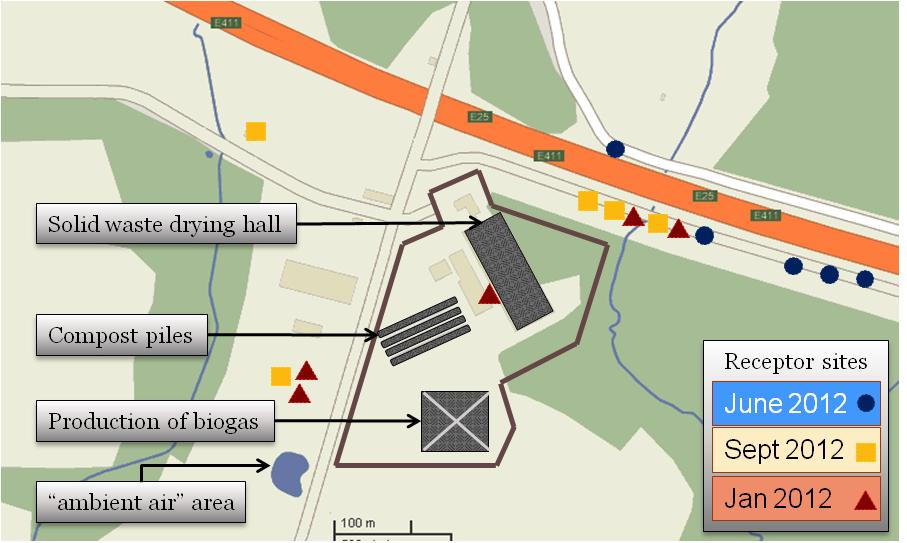 E411
E25
E411
E25
E411
Solid waste drying hall
Compost piles
Production of biogas
“ambient air” area
100 m
Receptor sites
June 2012
Sept 2012
Jan 2012